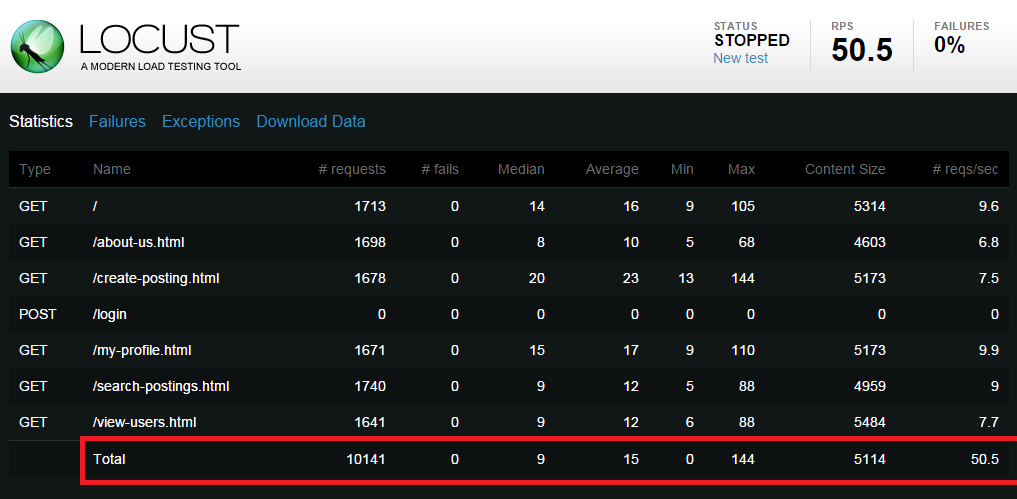 LOCUST
A MODERN LOAD TESTING TOOL
STATUS
STOPPED
New test
RPS
50.5
FAILURES
0%
Statistics Failures Exceptions Download Data
Type Name # requests # fails Median Average Min Max Content Size # reqs/sec
GET / 1713 0 14 16 9 105 5314 9.6
GET /about-us.html 1698 0 8 10 5 68 4603 6.8
GET /create-posting.html 1678 0 20 23 13 144 5173 7.5
POST /login 0 0 0 0 0 0 0 0
GET /my-profile.html 1671 0 15 17 9 110 5173 9.9
GET /search-postings.html 1740 0 9 12 5 88 4959 9
GET /view-users.html 1641 0 9 12 6 88 5484 7.7
Total 10141 0 9 15 0 144 5114 50.5